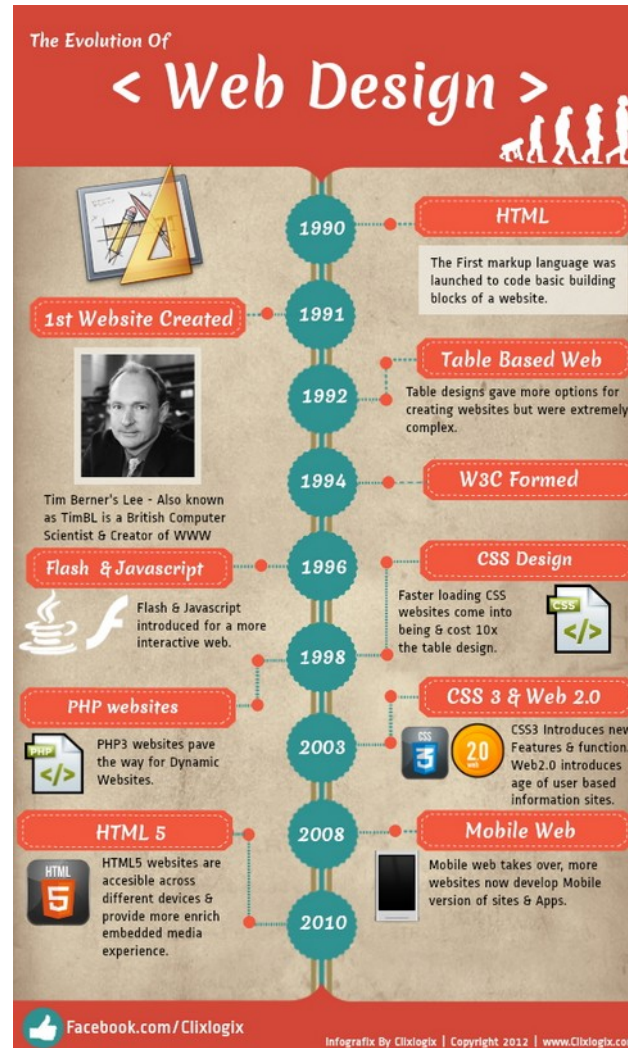 The Evolution Of
< Web Design >
1990
HTML
The First markup language was
launched to code basic building
blocks of a website.
1991
1st Website Created
Tim Berner's Lee - Also known
as TimBL is a British Computer
Scientist & Creator of WWW
1992
Table Based Web
Table designs gave more options for
creating websites but were extremely
complex.
1994
W3C Formed
1996
Flash & Javascript
Flash & Javascript
introduced for a more
interactive web.
1998
CSS Design
Faster loading CSS
websites come into
being & cost 10x
the table design.
CSS
</>
PHP websites
PHP
</>
PHP3 websites pave
the way for Dynamic
Websites.
2003
CSS 3 & Web 2.0
CSS
3
2.0
CSS3 Introduces new
Features & function.
Web2.0 introduces
age of user based
information sites.
2008
Mobile Web
Mobile web takes over, more
websites now develop Mobile
version of sites & Apps.
2010
HTML 5
HTML
5
HTML5 websites are
accesible across
different devices &
provide more enrich
embedded media
experience.
Facebook.com/Clixlogix
Infografix By Clixlogix | Copyright 2012 | www.Clixlogix.com